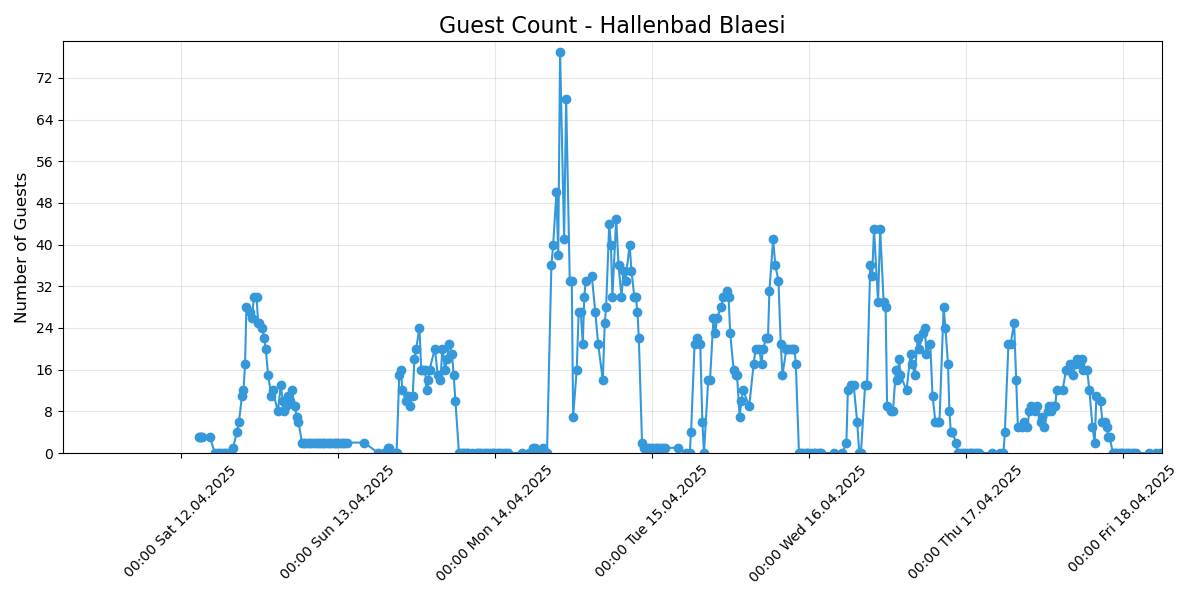 Guest Count - Hallenbad Blaesi
Number of Guests
72
64
56
48
40
32
24
16
8
0
00:00 Sat 12.04.2025
00:00 Sun 13.04.2025
00:00 Mon 14.04.2025
00:00 Tue 15.04.2025
00:00 Wed 16.04.2025
00:00 Thu 17.04.2025
00:00 Fri 18.04.2025